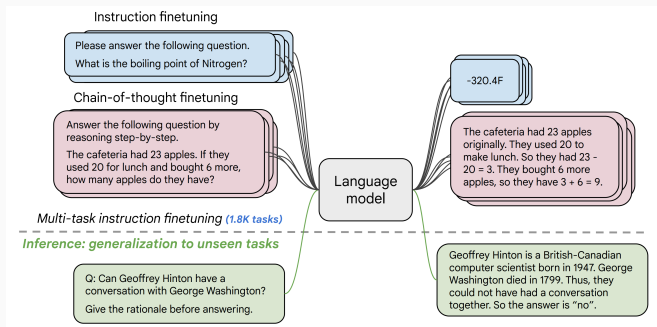 Instruction finetuning
Please answer the following question.
What is the boiling point of Nitrogen?
-320.4F
Chain-of-thought finetuning
Answer the following question by
reasoning step-by-step.
The cafeteria had 23 apples. If they
used 20 for lunch and bought 6 more,
how many apples do they have?
The cafeteria had 23 apples
originally. They used 20 to
make lunch. So they had 23 -
20 = 3. They bought 6 more
apples, so they have 3 + 6 = 9.
Language
model
Multi-task instruction finetuning (1.8K tasks)
Inference: generalization to unseen tasks
Q: Can Geoffrey Hinton have a
conversation with George Washington?
Give the rationale before answering.
Geoffrey Hinton is a British-Canadian
computer scientist born in 1947. George
Washington died in 1799. Thus, they
could not have had a conversation
together. So the answer is “no”.